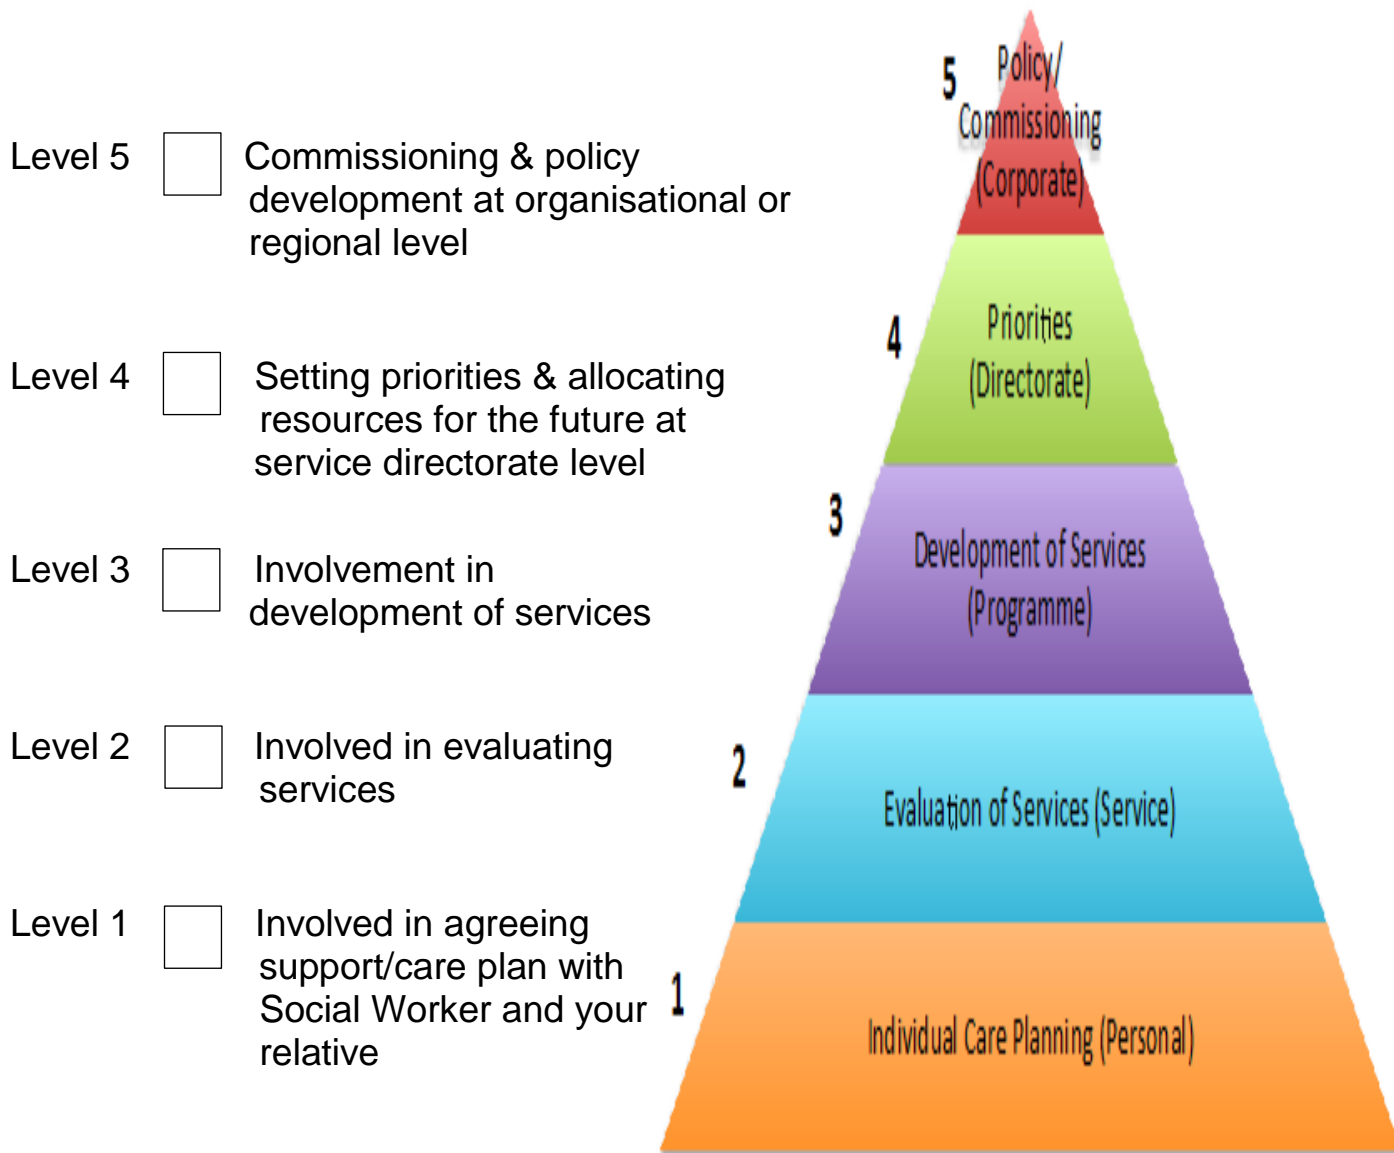 Level 5
Commissioning & policy
development at organisational or
regional level
Level 4
Setting priorities & allocating
resources for the future at
service directorate level
Level 3
Involvement in
development of services
Level 2
Involved in evaluating
services
Level 1
Involved in agreeing
support/care plan with
Social Worker and your
relative
5
Policy/
Commissioning
(Corporate)
4
Priorities
(Directorate)
3
Development of Services
(Programme)
2
Evaluation of Services (Service)
1
Individual Care Planning (Personal)